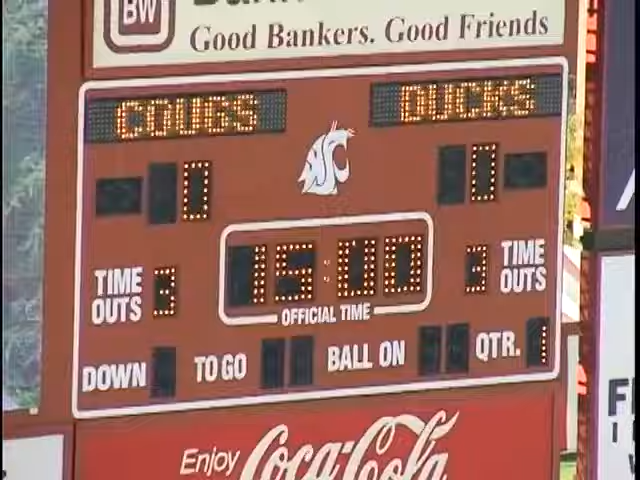 BW
Good Bankers. Good Friends
COUGS DUCKS
0 0
15:00
TIME OUTS 3 3 TIME OUTS
OFFICIAL TIME
DOWN TO GO BALL ON QTR. 1
Enjoy
Coca-Cola